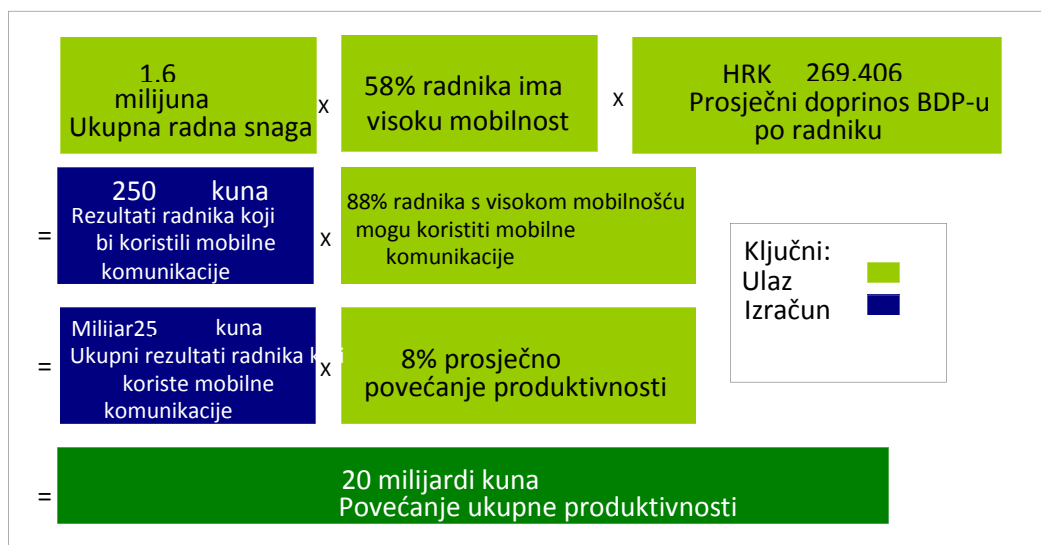 1.6
milijuna
Ukupna radna snaga
x
58% radnika ima
visoku mobilnost
x
HRK 269.406
Prosječni doprinos BDP-u
po radniku
=
250 kuna
Rezultati radnika koji
bi koristili mobilne
komunikacije
x
88% radnika s visokom mobilnošću
mogu koristiti mobilne
komunikacije
Ključni:
Ulaz
Izračun
=
Milijar25 kuna
Ukupni rezultati radnika koji
koriste mobilne
komunikacije
x
8% prosječno
povećanje produktivnosti
=
20 milijardi kuna
Povećanje ukupne produktivnosti